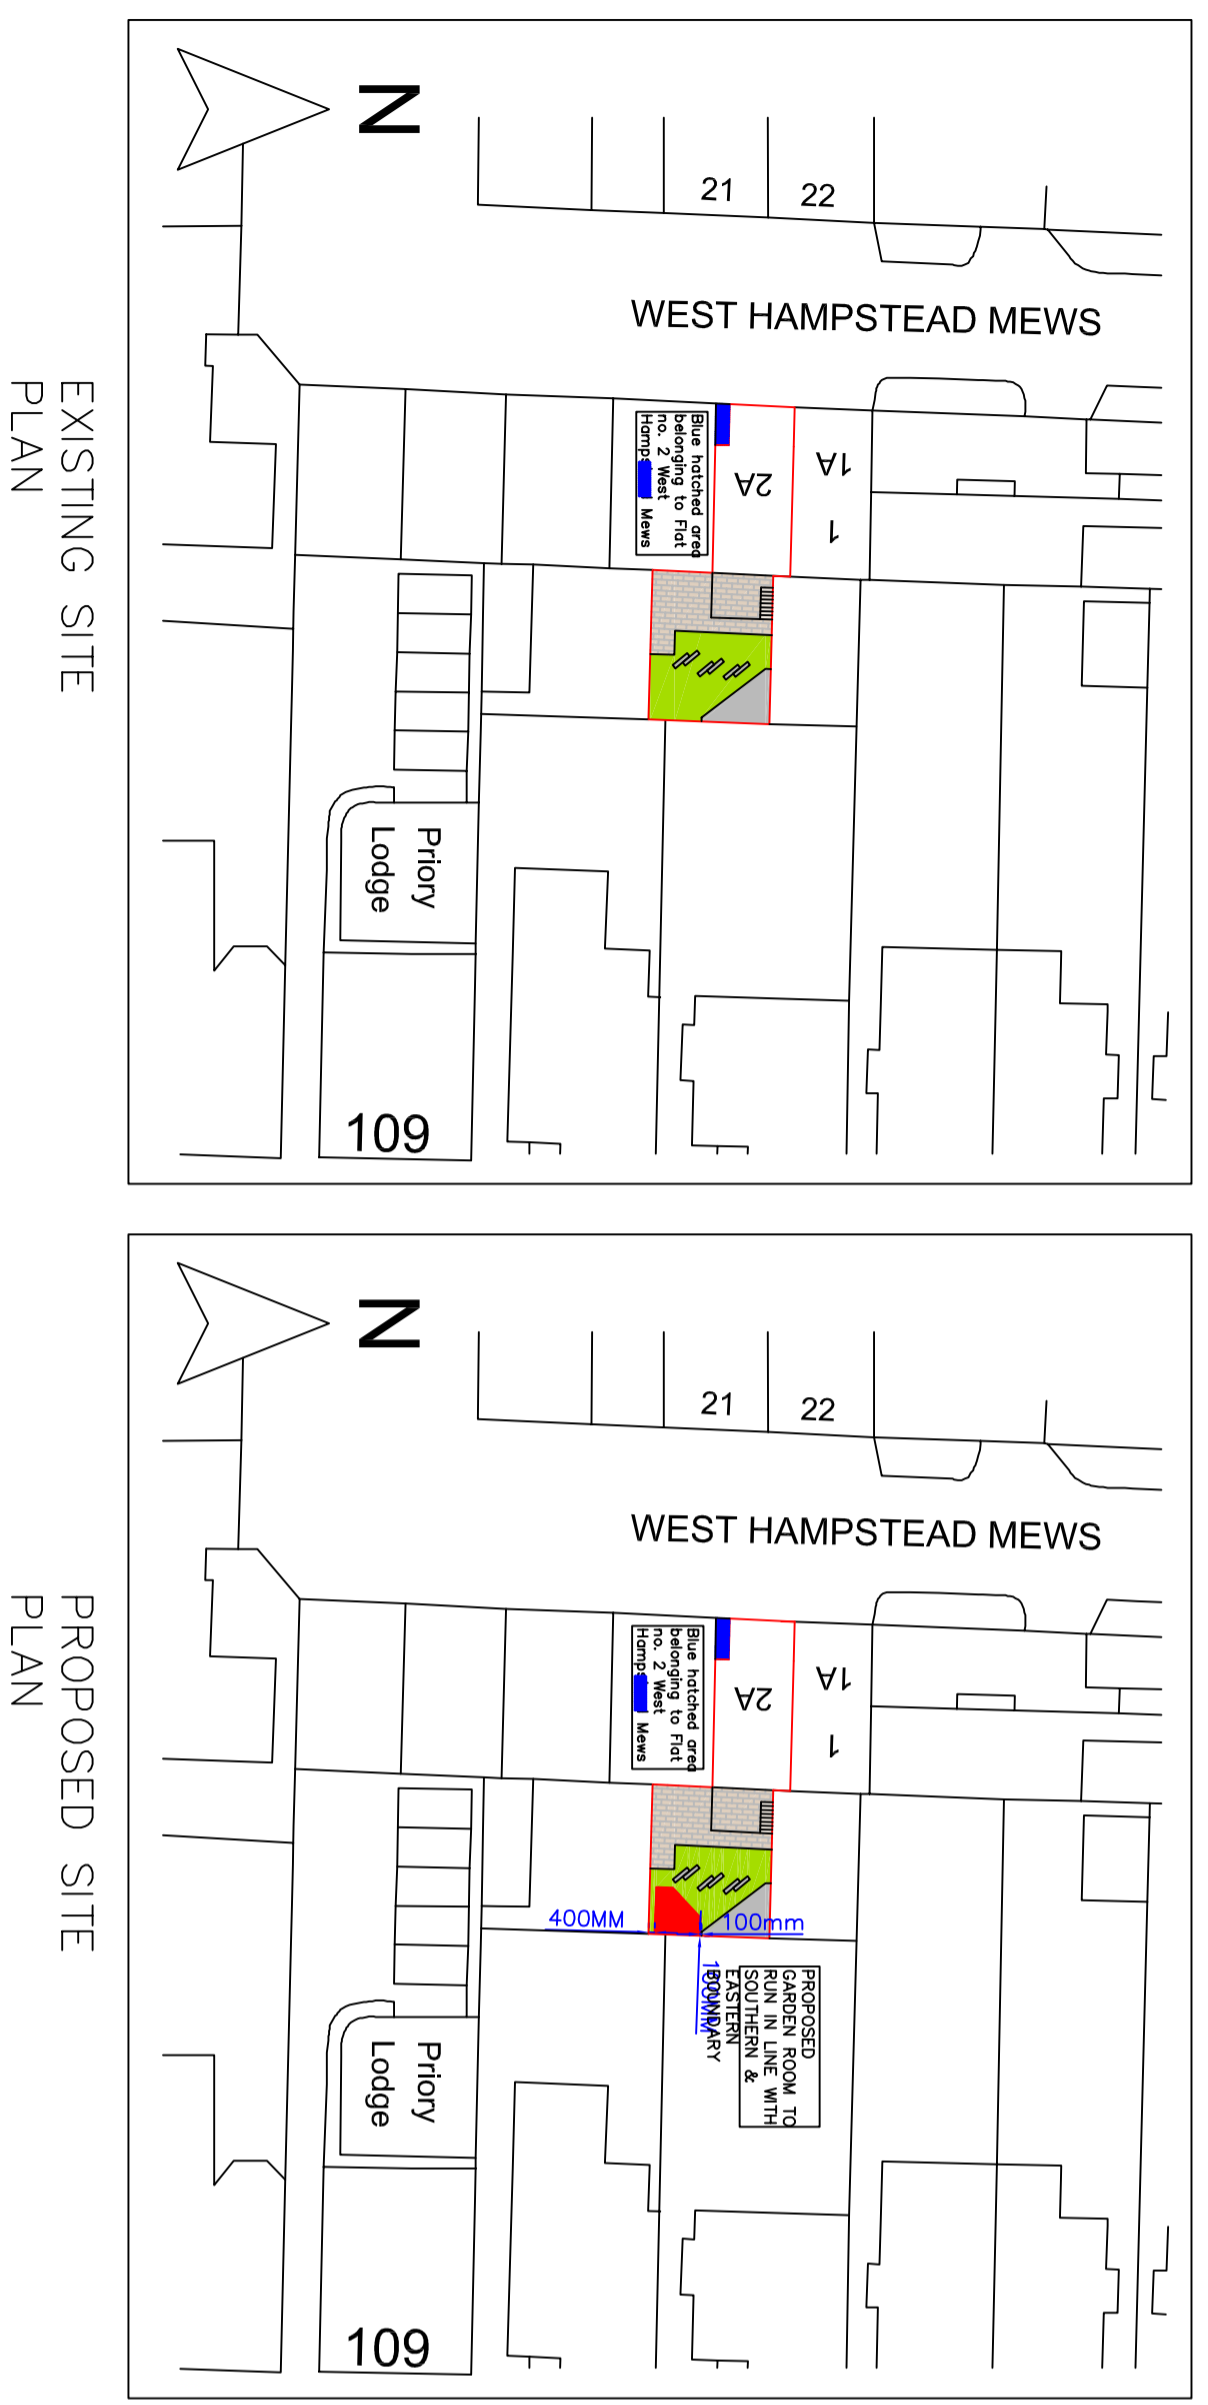 N
21
22
WEST HAMPSTEAD MEWS
1A
1
2A
Blue hatched area
belonging to Flat
no. 2 West
Mews
Priory
Lodge
109
EXISTING SITE
PLAN
N
21
22
WEST HAMPSTEAD MEWS
1A
1
2A
Blue hatched area
belonging to Flat
no. 2 West
Mews
400MM
100mm
PROPOSED
GARDEN ROOM TO
RUN IN LINE WITH
SOUTHERN &
EASTERN
BOUNDARY
Priory
Lodge
109
PROPOSED SITE
PLAN